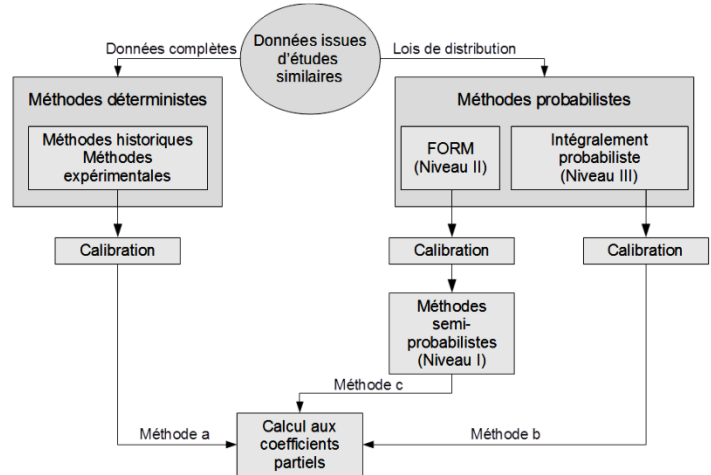 Données complètes
Données issues
d'études
similaires
Lois de distribution
Méthodes déterministes
Méthodes historiques
Méthodes
expérimentales
Méthodes probabilistes
FORM
(Niveau II)
Intégralement
probabiliste
(Niveau III)
Calibration
Calibration
Calibration
Méthodes
semi-
probabilistes
(Niveau I)
Méthode c
Méthode a
Calcul aux
coefficients
partiels
Méthode b